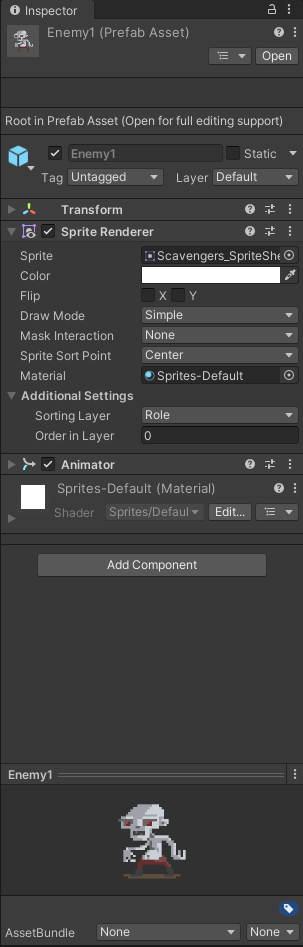 Inspector
Enemy1 (Prefab Asset)
Open
Root in Prefab Asset (Open for full editing support)
Enemy1 Static
Tag Untagged Layer Default
Transform
Sprite Renderer
Sprite Scavengers_SpriteShe
Color
Flip X Y
Draw Mode Simple
Mask Interaction None
Sprite Sort Point Center
Material Sprites-Default
Additional Settings
Sorting Layer Role
Order in Layer 0
Animator
Sprites-Default (Material)
Shader Sprites/Defaul Edit...
Add Component
Enemy1
AssetBundle None None